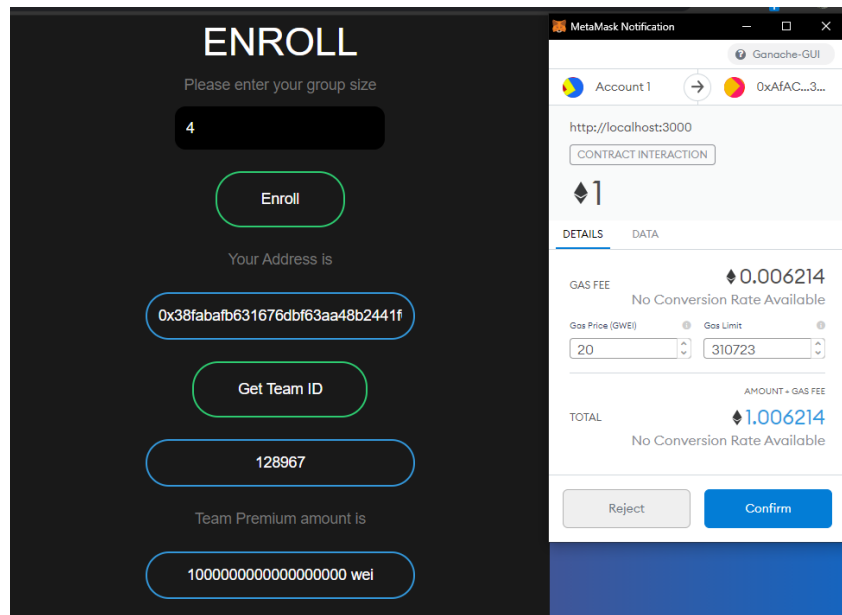 ENROLL
Please enter your group size
4
Enroll
Your Address is
0x38fabafb631676dbf63aa48b2441f
Get Team ID
128967
Team Premium amount is
1000000000000000000 wei
MetaMask Notification
Ganache-GUI
Account 1
0xAfAC...3...
http://localhost:3000
CONTRACT INTERACTION
1
DETAILS DATA
GAS FEE 0.006214
No Conversion Rate Available
Gas Price (GWEI) Gas Limit
20 310723
AMOUNT + GAS FEE
TOTAL 1.006214
No Conversion Rate Available
Reject Confirm